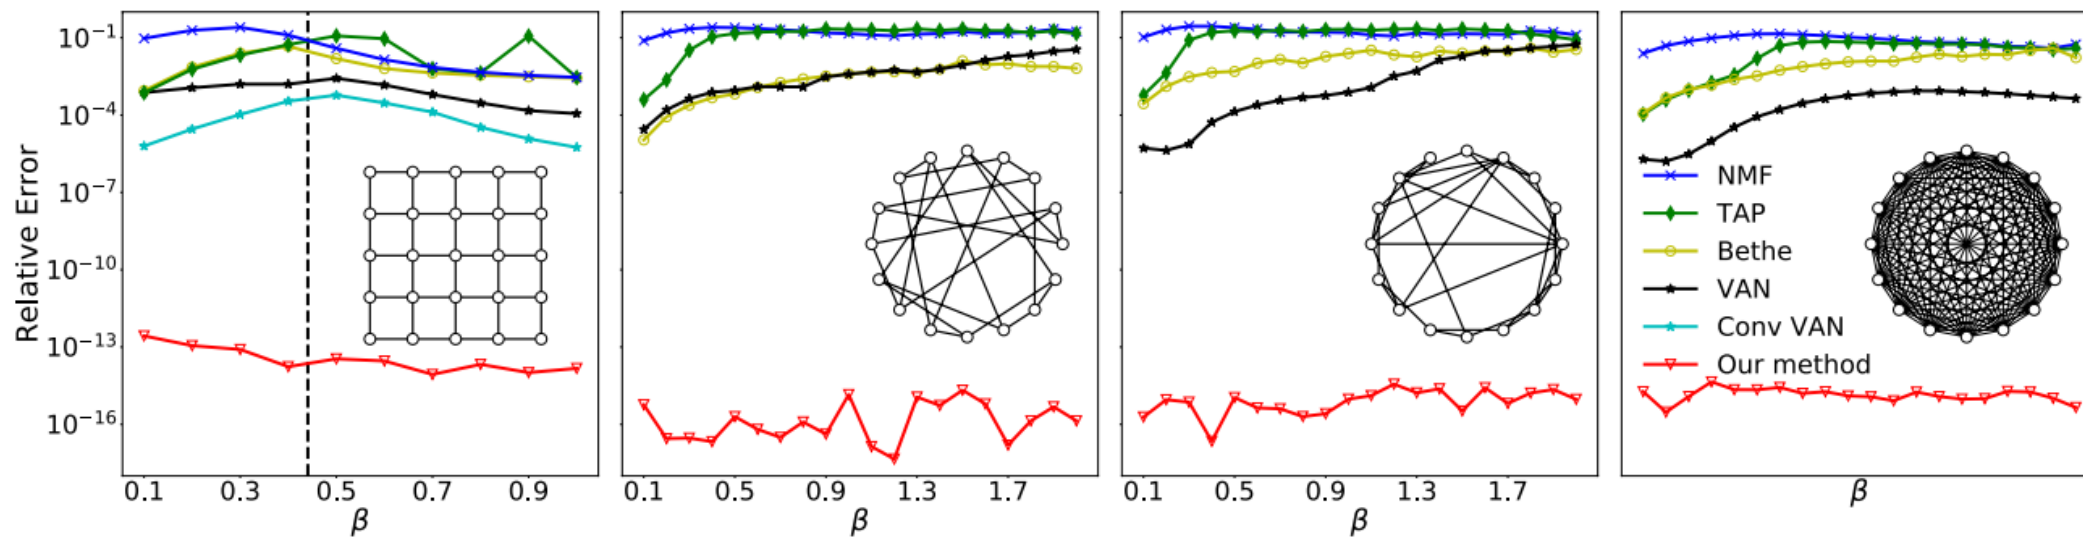 Relative Error
10⁻¹
10⁻⁴
10⁻⁷
10⁻¹⁰
10⁻¹³
10⁻¹⁶
0.1 0.3 0.5 0.7 0.9
β
0.1 0.5 0.9 1.3 1.7
β
0.1 0.5 0.9 1.3 1.7
β
NMF
TAP
Bethe
VAN
Conv VAN
Our method
β